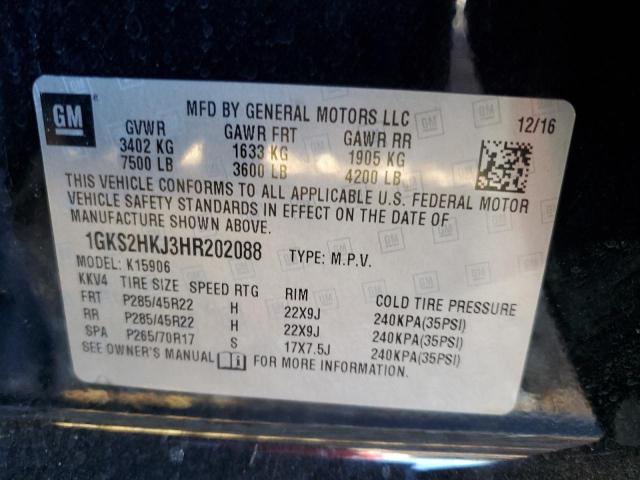 GM
MFD BY GENERAL MOTORS LLC
12/16
GVWR GAWR FRT GAWR RR
3402 KG 1633 KG 1905 KG
7500 LB 3600 LB 4200 LB
THIS VEHICLE CONFORMS TO ALL APPLICABLE U.S. FEDERAL MOTOR
VEHICLE SAFETY STANDARDS IN EFFECT ON THE DATE OF
MANUFACTURE SHOWN ABOVE.
1GKS2HKJ3HR202088 TYPE: M.P.V.
MODEL: K15906
KKV4 TIRE SIZE SPEED RTG RIM COLD TIRE PRESSURE
FRT P285/45R22 H 22X9J 240KPA(35PSI)
RR P285/45R22 H 22X9J 240KPA(35PSI)
SPA P265/70R17 S 17X7.5J 240KPA(35PSI)
SEE OWNER'S MANUAL FOR MORE INFORMATION.